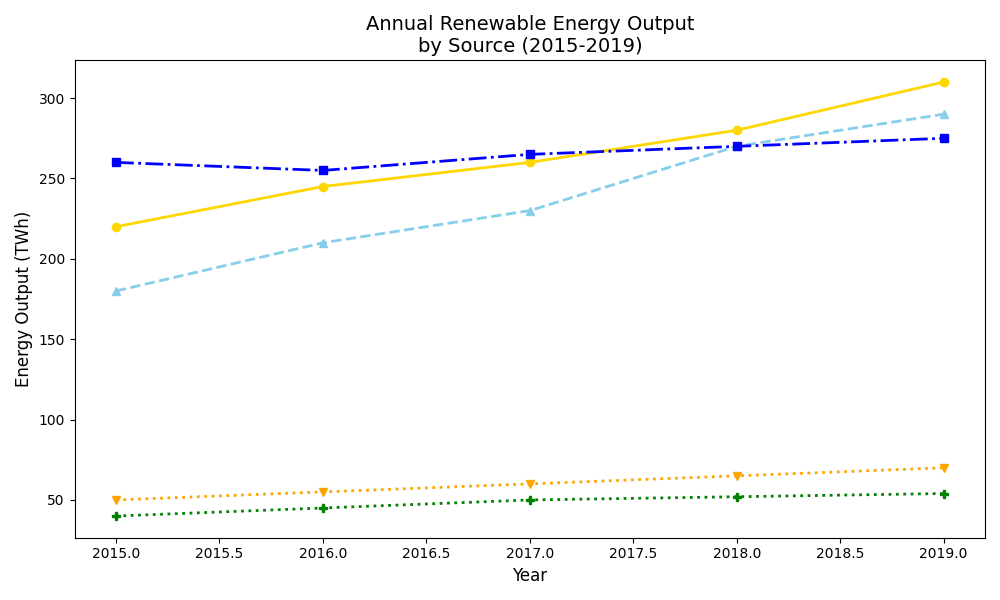 Annual Renewable Energy Output
by Source (2015-2019)
Energy Output (TWh)
300
250
200
150
100
50
2015.0 2015.5 2016.0 2016.5 2017.0 2017.5 2018.0 2018.5 2019.0
Year